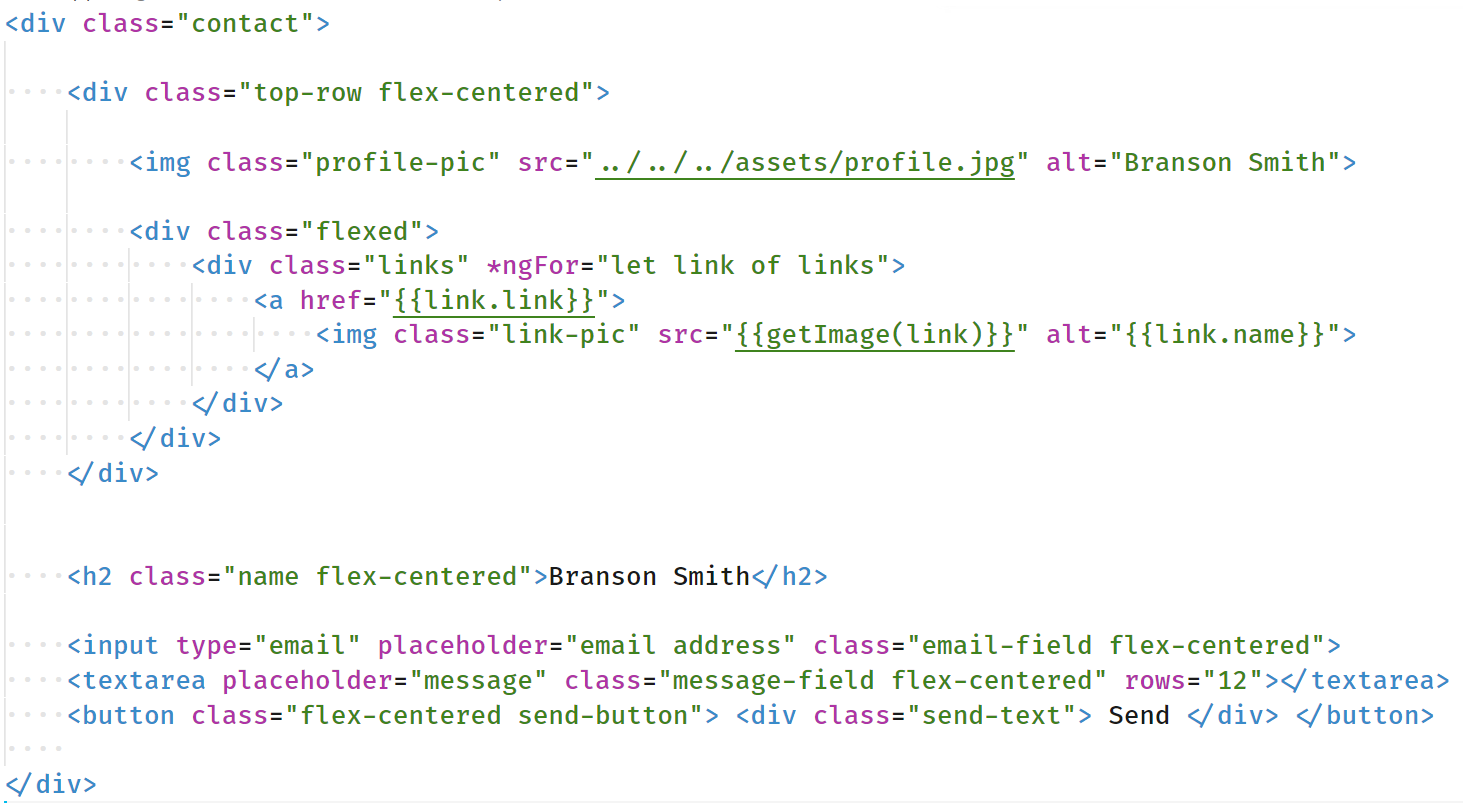 <div class="contact">
<div class="top-row flex-centered">
<img class="profile-pic" src="../../../assets/profile.jpg" alt="Branson Smith">
<div class="flexed">
<div class="links" *ngFor="let link of links">
<a href="{{link.link}}">
<img class="link-pic" src="{{getImage(link)}}" alt="{{link.name}}">
</a>
</div>
</div>
</div>
<h2 class="name flex-centered">Branson Smith</h2>
<input type="email" placeholder="email address" class="email-field flex-centered">
<textarea placeholder="message" class="message-field flex-centered" rows="12"></textarea>
<button class="flex-centered send-button"> <div class="send-text"> Send </div> </button>
</div>